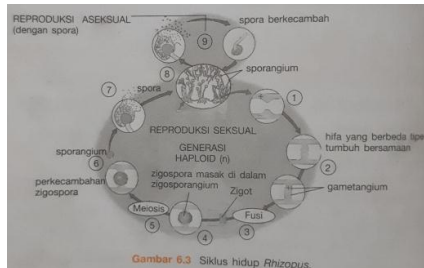 REPRODUKSI ASEKSUAL
(dengan spora)
spora berkecambah
9
8
sporangium
7
spora
1
REPRODUKSI SEKSUAL
hifa yang berbeda tipe
tumbuh bersamaan
GENERASI
HAPLOID (n)
sporangium
6
2
zigospora masak di dalam
zigosporangium
perkecambahan
zigospora
gametangium
Zigot
Meiosis
Fusi
5
4
3
Gambar 6.3 Siklus hidup Rhizopus.